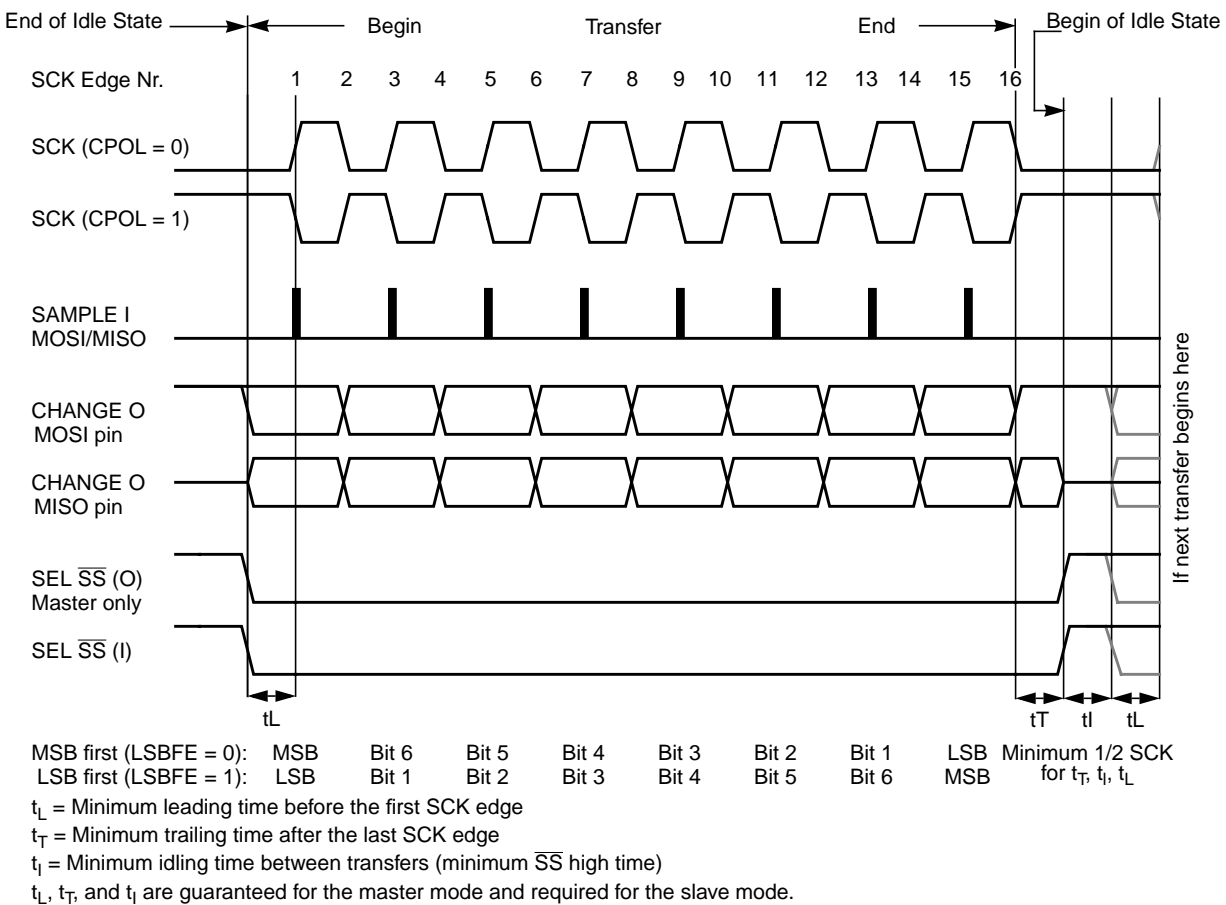 End of Idle State Begin Transfer End Begin of Idle State
SCK Edge Nr. 1 2 3 4 5 6 7 8 9 10 11 12 13 14 15 16
SCK (CPOL = 0)
SCK (CPOL = 1)
SAMPLE I
MOSI/MISO
CHANGE O
MOSI pin
CHANGE O
MISO pin
SEL SS (O)
Master only
SEL SS (I)
If next transfer begins here
tL tT tI tL
MSB first (LSBFE = 0): MSB Bit 6 Bit 5 Bit 4 Bit 3 Bit 2 Bit 1 LSB Minimum 1/2 SCK
LSB first (LSBFE = 1): LSB Bit 1 Bit 2 Bit 3 Bit 4 Bit 5 Bit 6 MSB for tT, tI, tL
tL = Minimum leading time before the first SCK edge
tT = Minimum trailing time after the last SCK edge
tI = Minimum idling time between transfers (minimum SS high time)
tL, tT, and tI are guaranteed for the master mode and required for the slave mode.